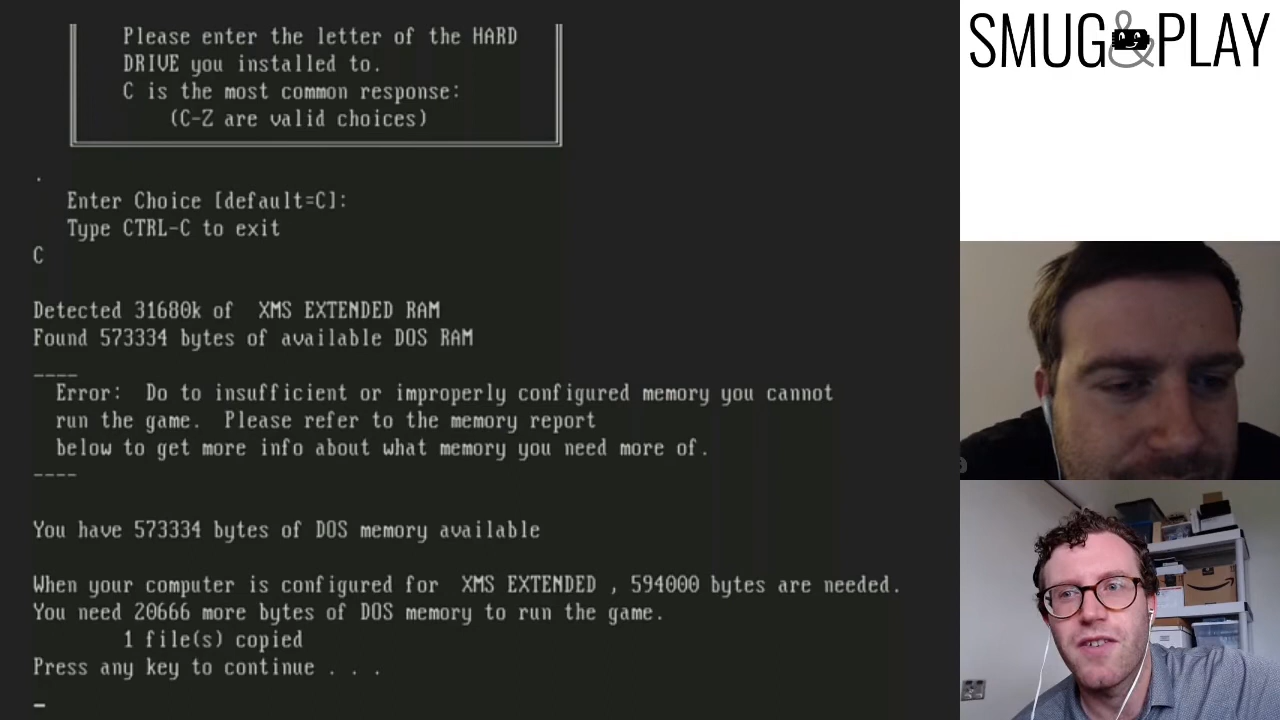 Please enter the letter of the HARD
DRIVE you installed to.
C is the most common response:
(C-Z are valid choices)
.
Enter Choice [default=C]:
Type CTRL-C to exit
C
Detected 31680k of  XMS EXTENDED RAM
Found 573334 bytes of available DOS RAM
____
Error:  Do to insufficient or improperly configured memory you cannot
run the game.  Please refer to the memory report
below to get more info about what memory you need more of.
----
You have 573334 bytes of DOS memory available
When your computer is configured for  XMS EXTENDED , 594000 bytes are needed.
You need 20666 more bytes of DOS memory to run the game.
1 file(s) copied
Press any key to continue . . .
_
SMUG&PLAY